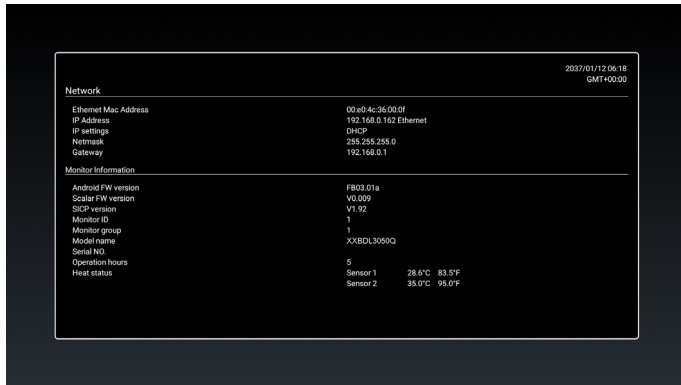 2037/01/12 06:18
GMT+00:00
Network
Ethernet Mac Address 00:e0:4c:36:00:0f
IP Address 192.168.0.162 Ethernet
IP settings DHCP
Netmask 255.255.255.0
Gateway 192.168.0.1
Monitor Information
Android FW version FB03.01a
Scalar FW version V0.009
SICP version V1.92
Monitor ID 1
Monitor group 1
Model name XXBDL3050Q
Serial NO.
Operation hours 5
Heat status Sensor 1 28.6°C 83.5°F
Sensor 2 35.0°C 95.0°F